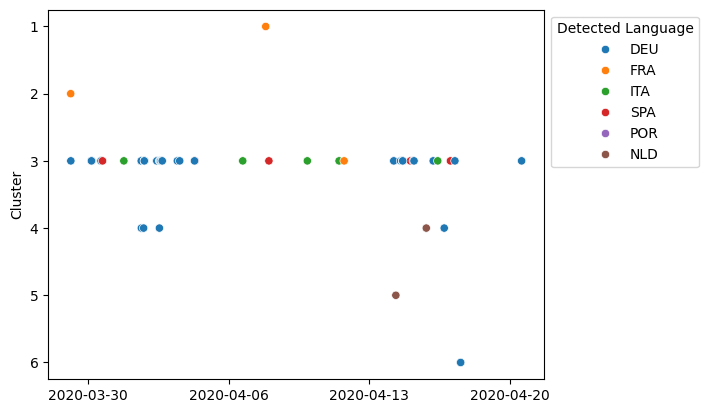 Detected Language
DEU
FRA
ITA
SPA
POR
NLD
Cluster
1
2
3
4
5
6
2020-03-30
2020-04-06
2020-04-13
2020-04-20